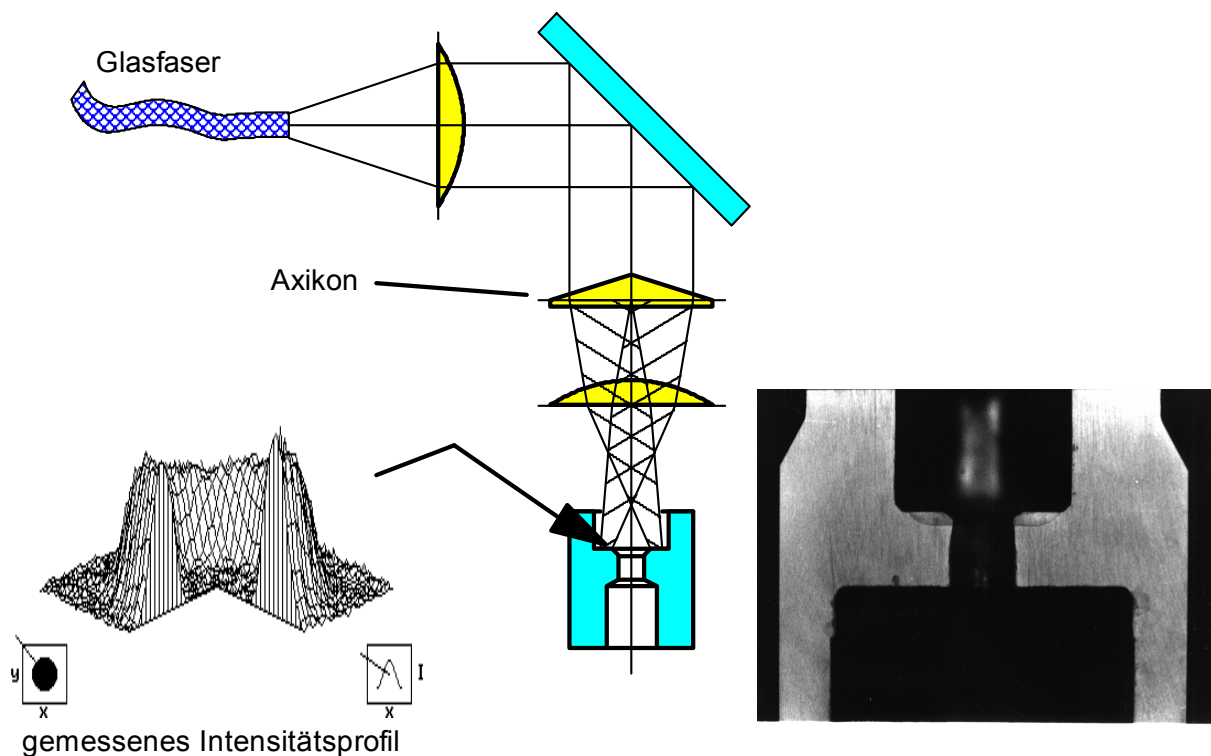 Glasfaser
Axikon
y
x
I
x
gemessenes Intensitätsprofil